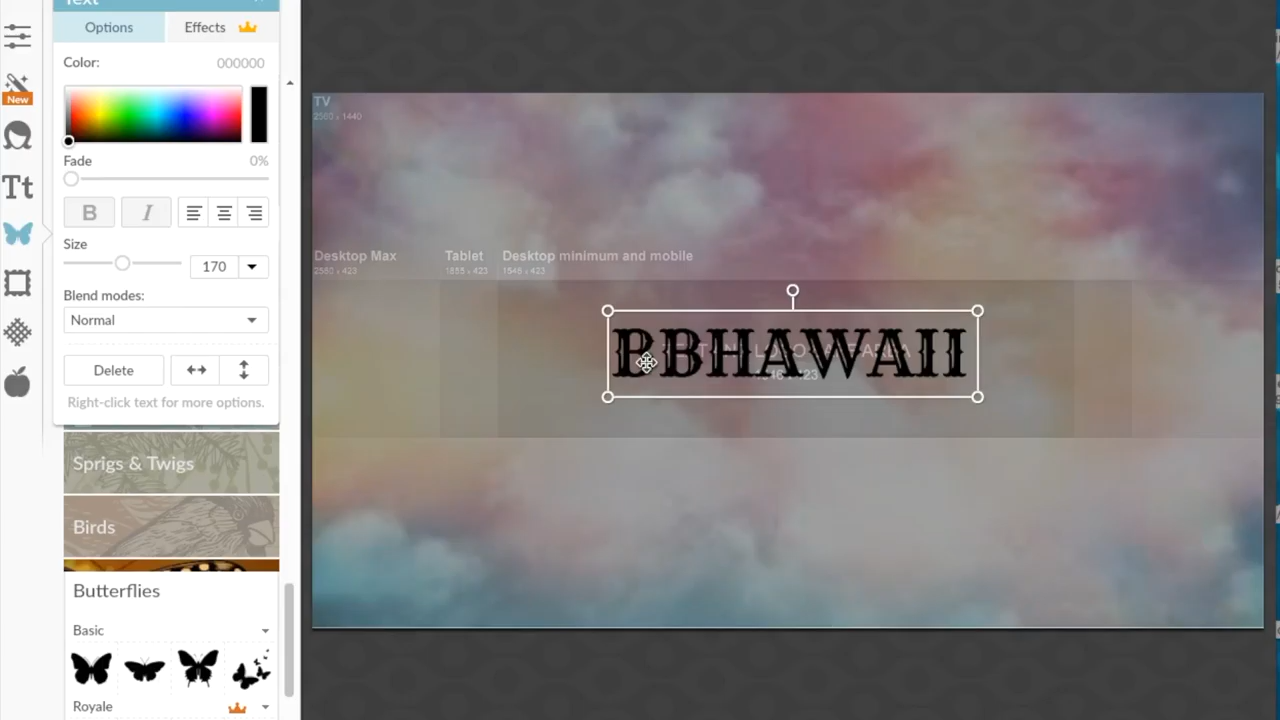 Text
Options
Effects
Color:
000000
New
Fade
0%
Tt
B
I
Size
170
Blend modes:
Normal
Delete
Right-click text for more options.
Sprigs & Twigs
Birds
Butterflies
Basic
Royale
TV
2560 x 1440
Desktop Max
Tablet
Desktop minimum and mobile
2560 x 423
1855 x 423
1546 x 423
BBHAWAII